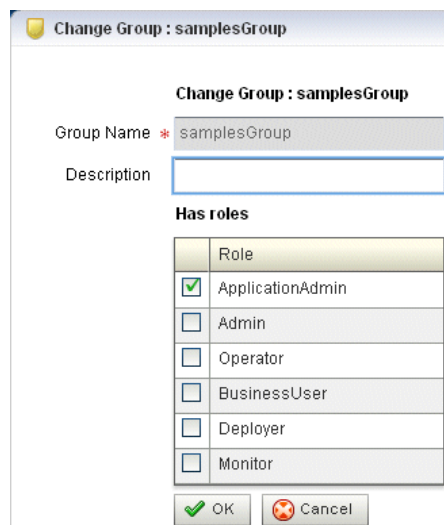 Change Group : samplesGroup
Change Group : samplesGroup
Group Name * samplesGroup
Description
Has roles
Role
ApplicationAdmin
Admin
Operator
BusinessUser
Deployer
Monitor
OK Cancel